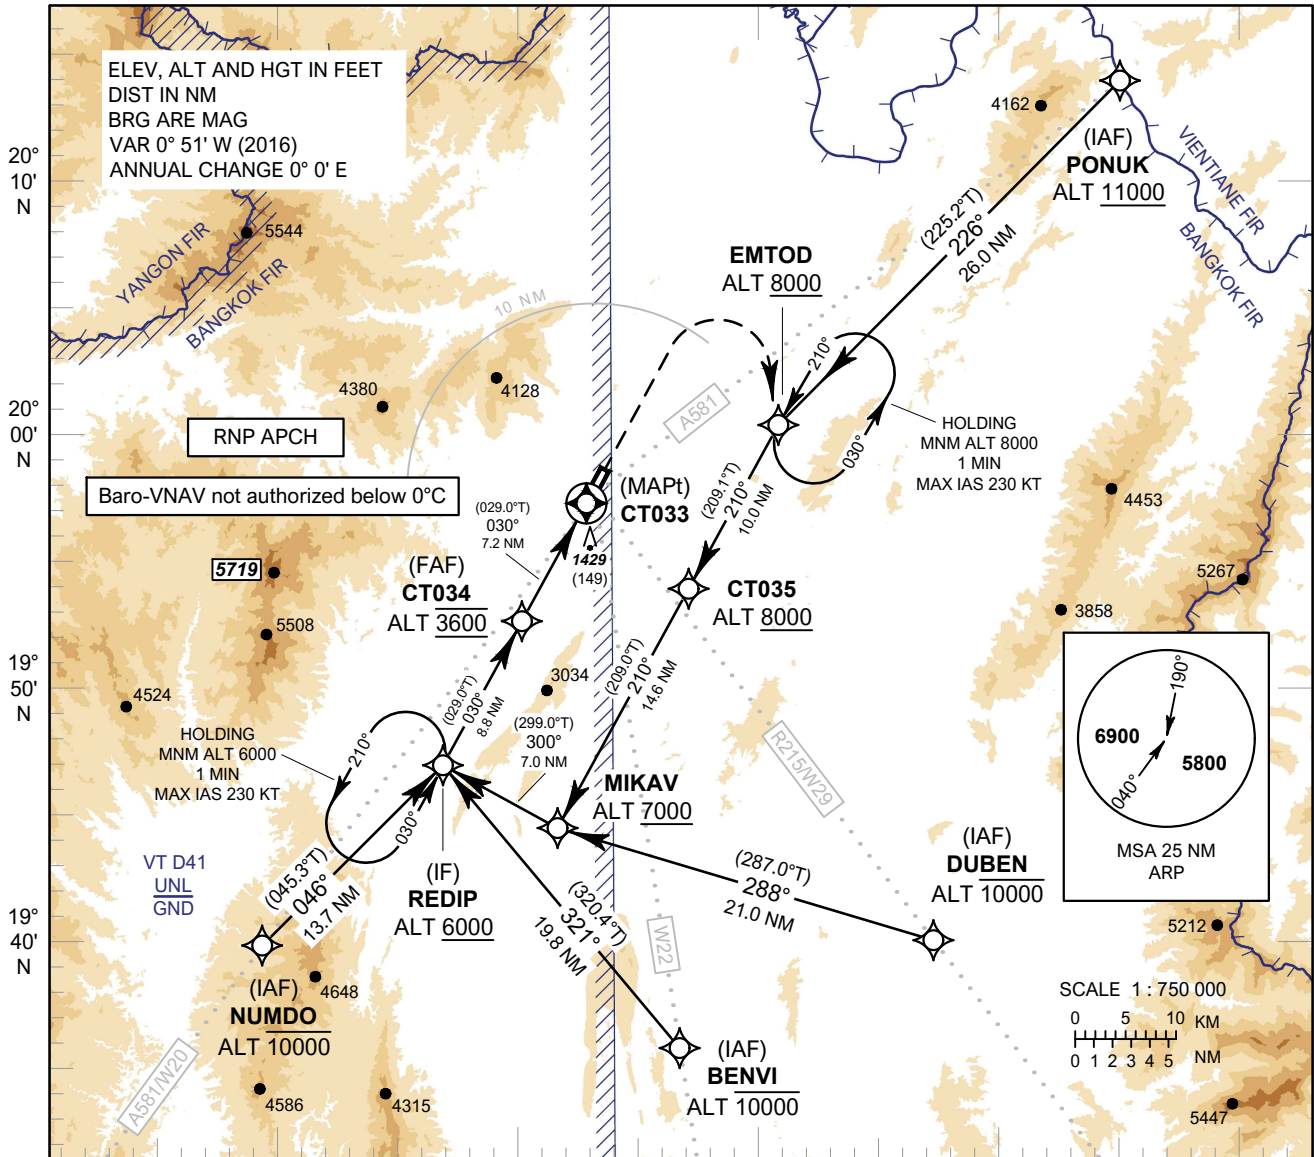 ELEV, ALT AND HGT IN FEET
DIST IN NM
BRG ARE MAG
VAR 0° 51' W (2016)
ANNUAL CHANGE 0° 0' E
20°
10'
N
4162
(IAF)
PONUK
ALT 11000
VIENTIANE FIR
BANGKOK FIR
5544
YANGON FIR
BANGKOK FIR
(225.2°T)
226°
26.0 NM
EMTOD
ALT 8000
10 NM
210°
030°
4380
4128
A581
20°
00'
N
RNP APCH
HOLDING
MNM ALT 8000
1 MIN
MAX IAS 230 KT
Baro-VNAV not authorized below 0°C
(MAPt)
CT033
(209.1°T)
210°
10.0 NM
4453
(029.0°T)
030°
7.2 NM
1429
(149)
5719
(FAF)
CT034
ALT 3600
CT035
ALT 8000
5267
3858
5508
19°
50'
N
3034
(209.0°T)
210°
14.6 NM
4524
(029.0°T)
030°
8.8 NM
(299.0°T)
300°
7.0 NM
HOLDING
MNM ALT 6000
1 MIN
MAX IAS 230 KT
210°
030°
R215/W29
190°
6900
5800
040°
MSA 25 NM
ARP
MIKAV
ALT 7000
VT D41
UNL
GND
(045.3°T)
046°
13.7 NM
(IF)
REDIP
ALT 6000
(320.4°T)
321°
19.8 NM
(287.0°T)
288°
21.0 NM
(IAF)
DUBEN
ALT 10000
19°
40'
N
W22
5212
(IAF)
NUMDO
ALT 10000
4648
SCALE 1 : 750 000
0 5 10 KM
0 1 2 3 4 5 NM
(IAF)
BENVI
ALT 10000
A581/W20
4586
4315
5447